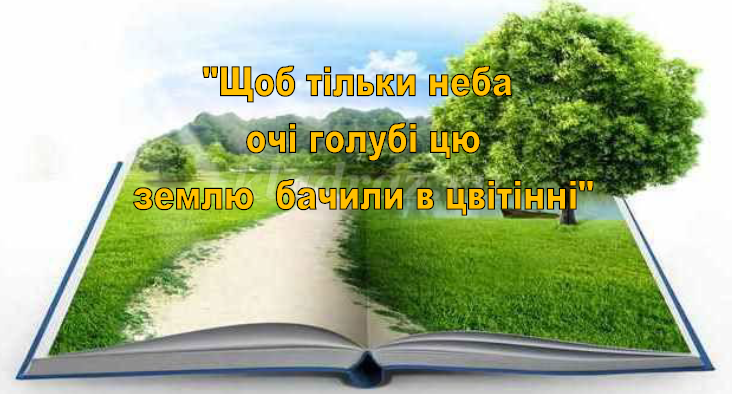 "Щоб тільки неба
очі голубі цю
землю бачили в цвітінні"